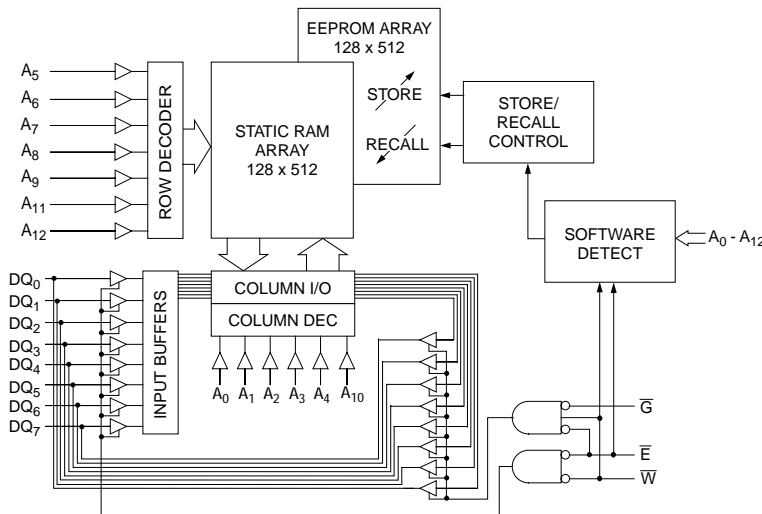 EEPROM ARRAY
128 x 512
STORE
RECALL
STATIC RAM
ARRAY
128 x 512
STORE/
RECALL
CONTROL
SOFTWARE
DETECT
A0 - A12
A5
A6
A7
A8
A9
A11
A12
ROW DECODER
DQ0
DQ1
DQ2
DQ3
DQ4
DQ5
DQ6
DQ7
INPUT BUFFERS
COLUMN I/O
COLUMN DEC
A0 A1 A2 A3 A4 A10
G̅
E̅
W̅